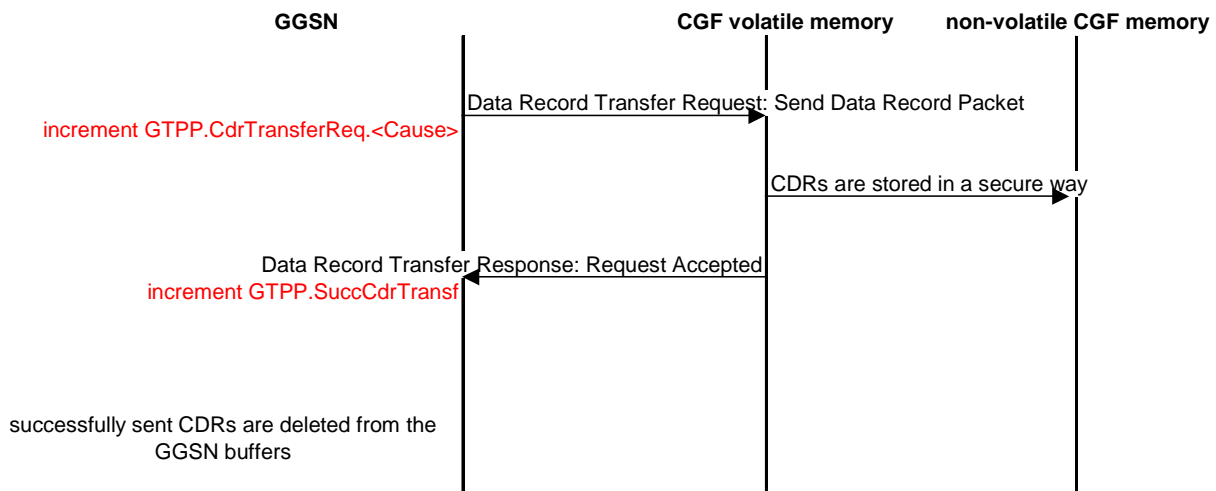 GGSN
CGF volatile memory
non-volatile CGF memory
Data Record Transfer Request: Send Data Record Packet
increment GTPP.CdrTransferReq.<Cause>
CDRs are stored in a secure way
Data Record Transfer Response: Request Accepted
increment GTPP.SuccCdrTransf
successfully sent CDRs are deleted from the
GGSN buffers